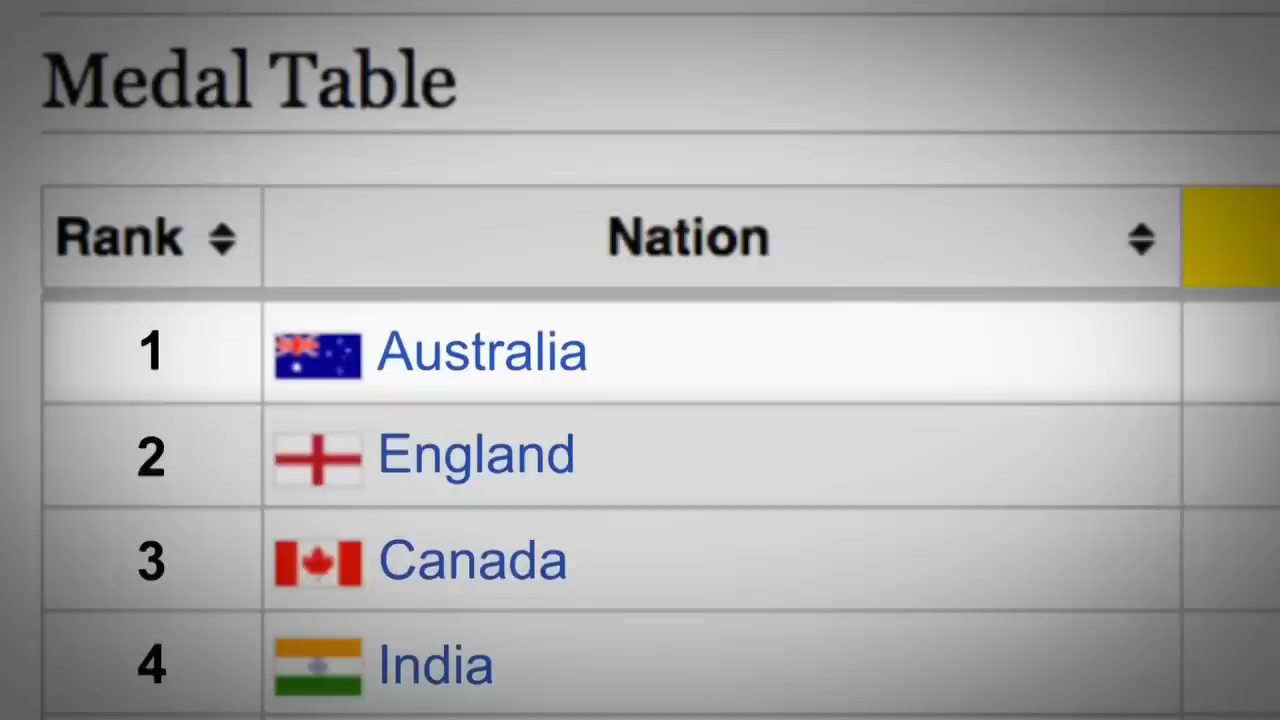 Medal Table
Rank Nation
1 Australia
2 England
3 Canada
4 India